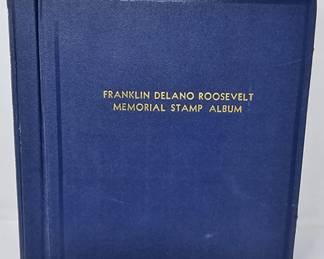 FRANKLIN DELANO ROOSEVELT
MEMORIAL STAMP ALBUM